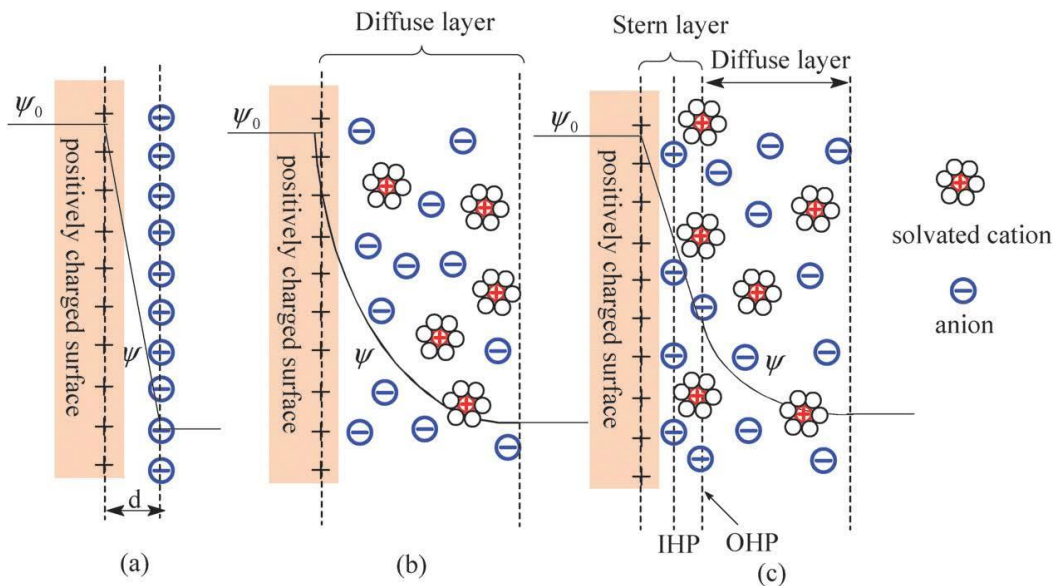 Diffuse layer
Stern layer
Diffuse layer
ψ₀
ψ₀
ψ₀
positively charged surface
positively charged surface
positively charged surface
ψ
ψ
ψ
solvated cation
anion
d
IHP
OHP
(a)
(b)
(c)